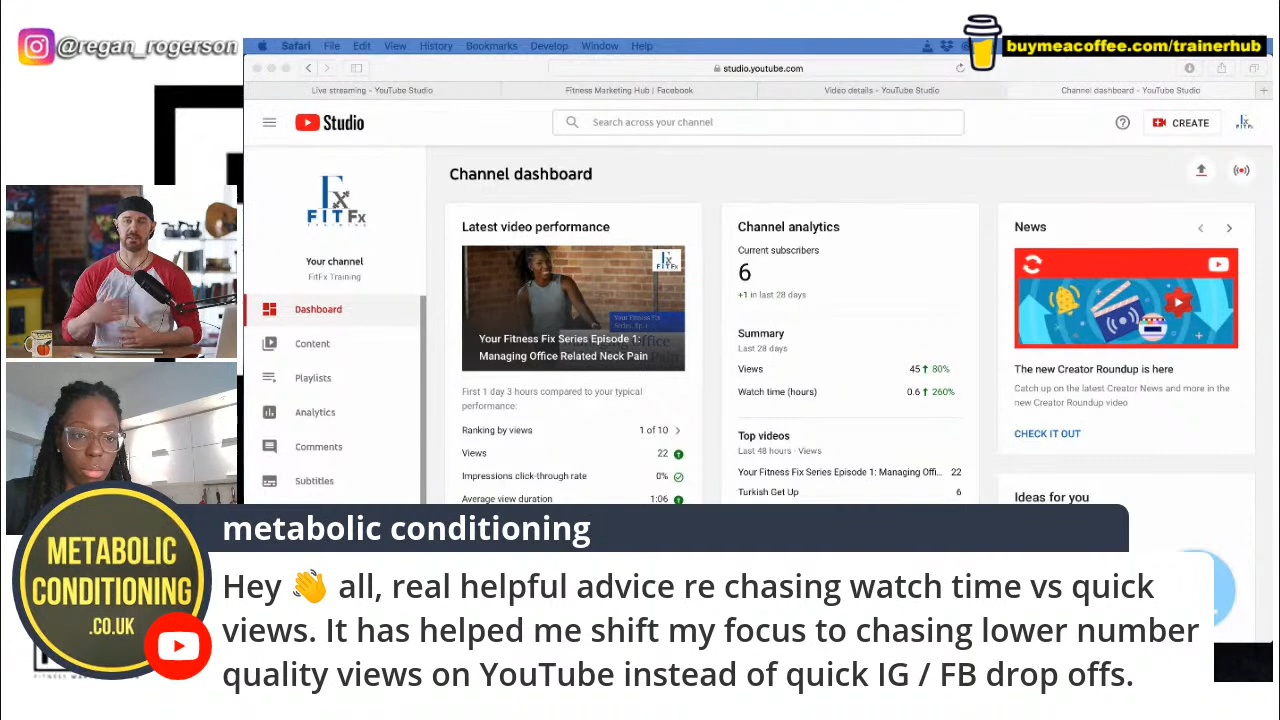 @regan_rogerson
buymeacoffee.com/trainerhub
Safari File Edit View History Bookmarks Develop Window Help
studio.youtube.com
Live streaming - YouTube Studio
Fitness Marketing Hub | Facebook
Video details - YouTube Studio
Channel dashboard - YouTube Studio
Studio
Search across your channel
CREATE
Fx
FITFx
Your channel
FitFx Training
Dashboard
Content
Playlists
Analytics
Comments
Subtitles
Channel dashboard
Latest video performance
Your Fitness Fix Series Episode 1:
Managing Office Related Neck Pain
First 1 day 3 hours compared to your typical
performance:
Ranking by views 1 of 10
Views 22
Impressions click-through rate 0%
Average view duration 1:06
Channel analytics
Current subscribers
6
+1 in last 28 days
Summary
Last 28 days
Views 45 80%
Watch time (hours) 0.6 260%
Top videos
Last 48 hours · Views
Your Fitness Fix Series Episode 1: Managing Offi... 22
Turkish Get Up 6
News
The new Creator Roundup is here
Catch up on the latest Creator News and more in the
new Creator Roundup video
CHECK IT OUT
Ideas for you
METABOLIC
CONDITIONING
.CO.UK
metabolic conditioning
Hey 👋 all, real helpful advice re chasing watch time vs quick
views. It has helped me shift my focus to chasing lower number
quality views on YouTube instead of quick IG / FB drop offs.